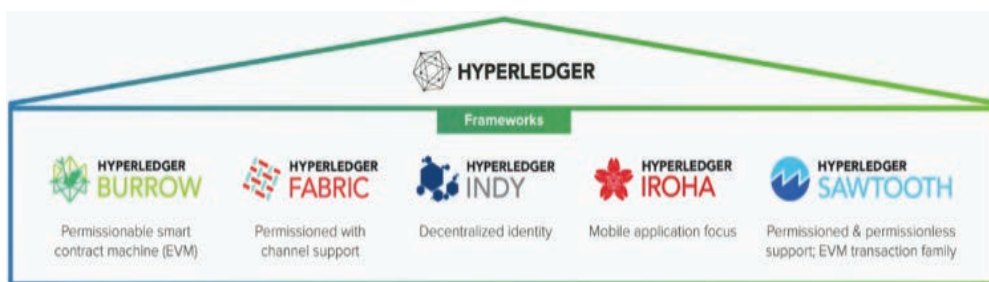 HYPERLEDGER
Frameworks
HYPERLEDGER
BURROW
Permissionable smart
contract machine (EVM)
HYPERLEDGER
FABRIC
Permissioned with
channel support
HYPERLEDGER
INDY
Decentralized identity
HYPERLEDGER
IROHA
Mobile application focus
HYPERLEDGER
SAWTOOTH
Permissioned & permissionless
support; EVM transaction family